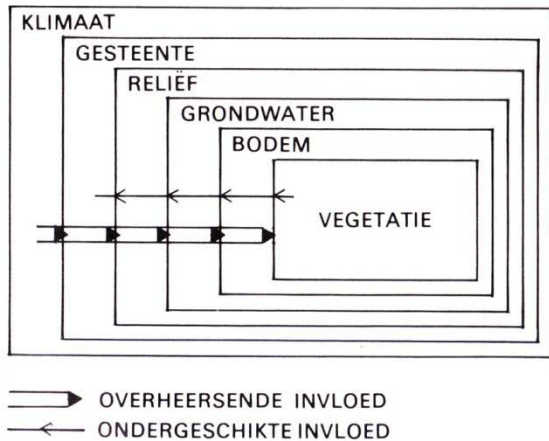 KLIMAAT
GESTEENTE
RELIËF
GRONDWATER
BODEM
VEGETATIE
OVERHEERSENDE INVLOED
ONDERGESCHIKTE INVLOED